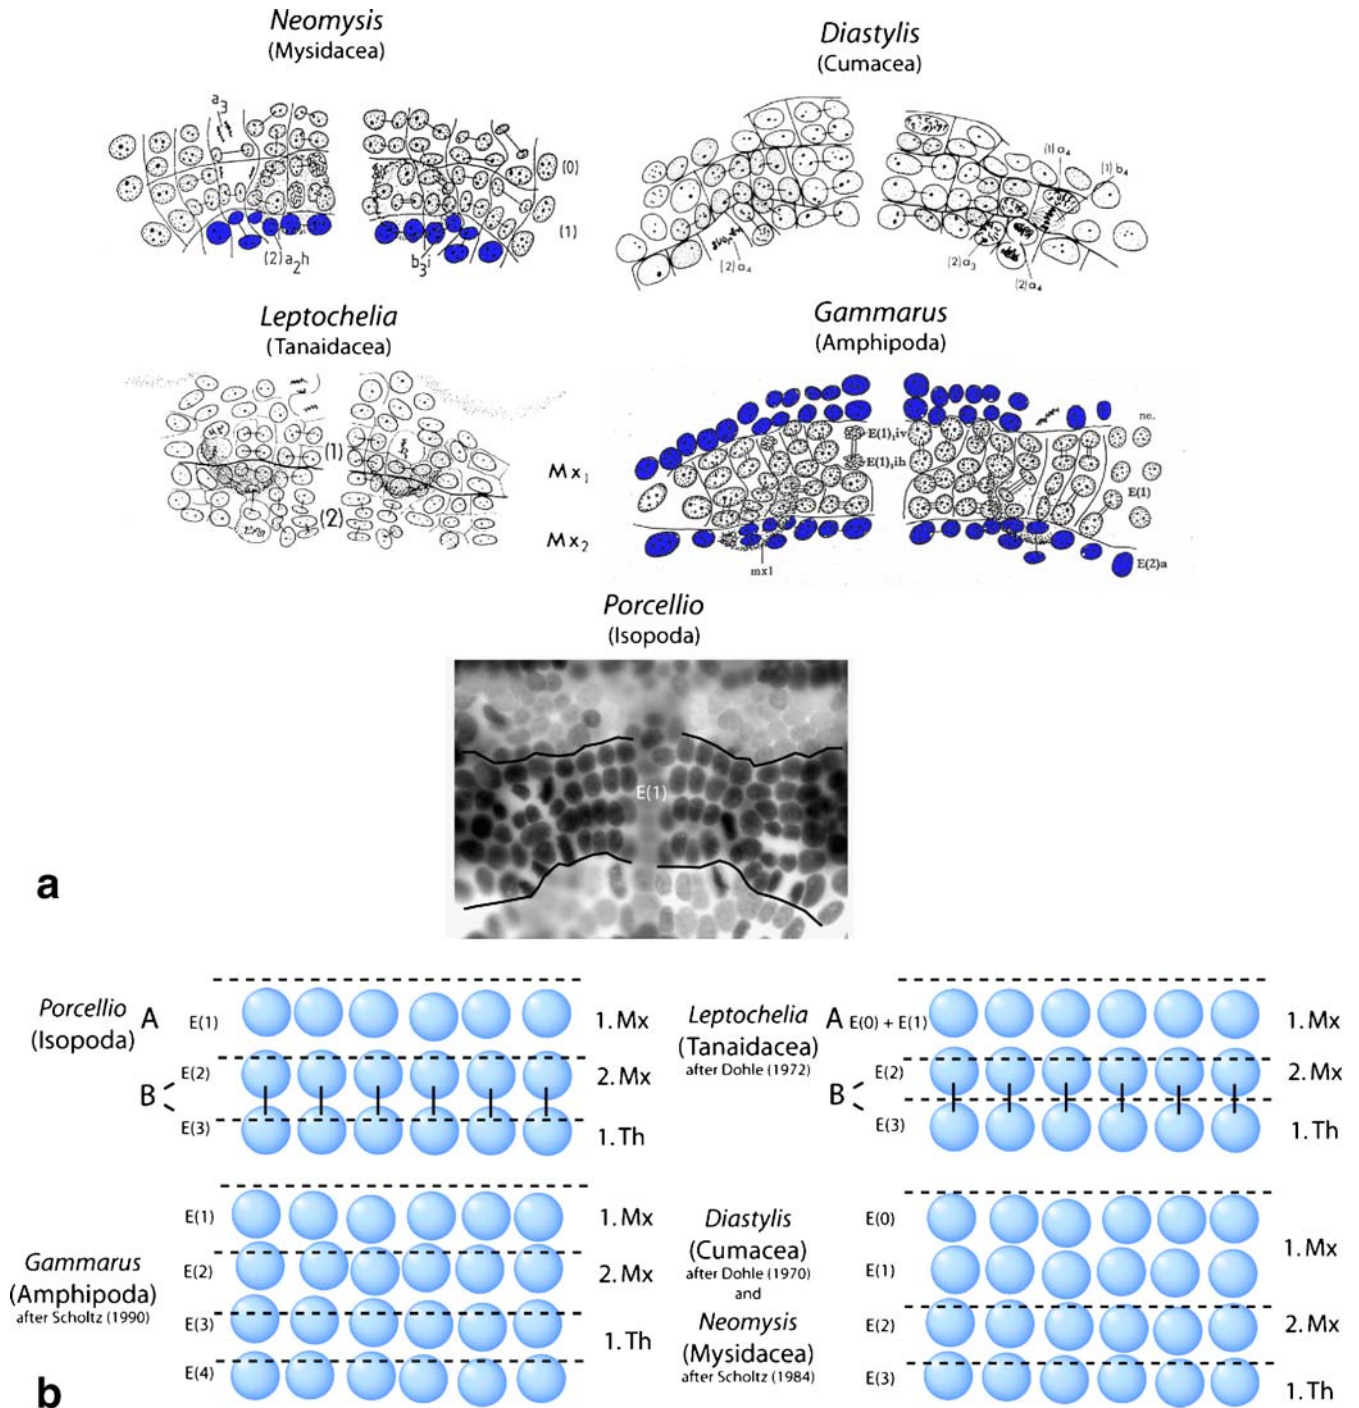 Neomysis
(Mysidacea)
Diastylis
(Cumacea)
a3
(0)
(1)
(2) a2h
b3i
(1) a4
(1) b4
(2) a4
(2) a3
(2) a4
Leptochelia
(Tanaidacea)
Gammarus
(Amphipoda)
(1)
(2)
Mx1
Mx2
E(1),iv
E(1),ih
ne.
E(1)
E(2)a
mx1
Porcellio
(Isopoda)
E(1)
a
Porcellio
(Isopoda)
A
E(1)
1. Mx
B
E(2)
2. Mx
E(3)
1. Th
Leptochelia
(Tanaidacea)
after Dohle (1972)
A
E(0) + E(1)
1. Mx
B
E(2)
2. Mx
E(3)
1. Th
Gammarus
(Amphipoda)
after Scholtz (1990)
E(1)
1. Mx
E(2)
2. Mx
E(3)
1. Th
E(4)
Diastylis
(Cumacea)
after Dohle (1970)
and
Neomysis
(Mysidacea)
after Scholtz (1984)
E(0)
1. Mx
E(1)
E(2)
2. Mx
E(3)
1. Th
b